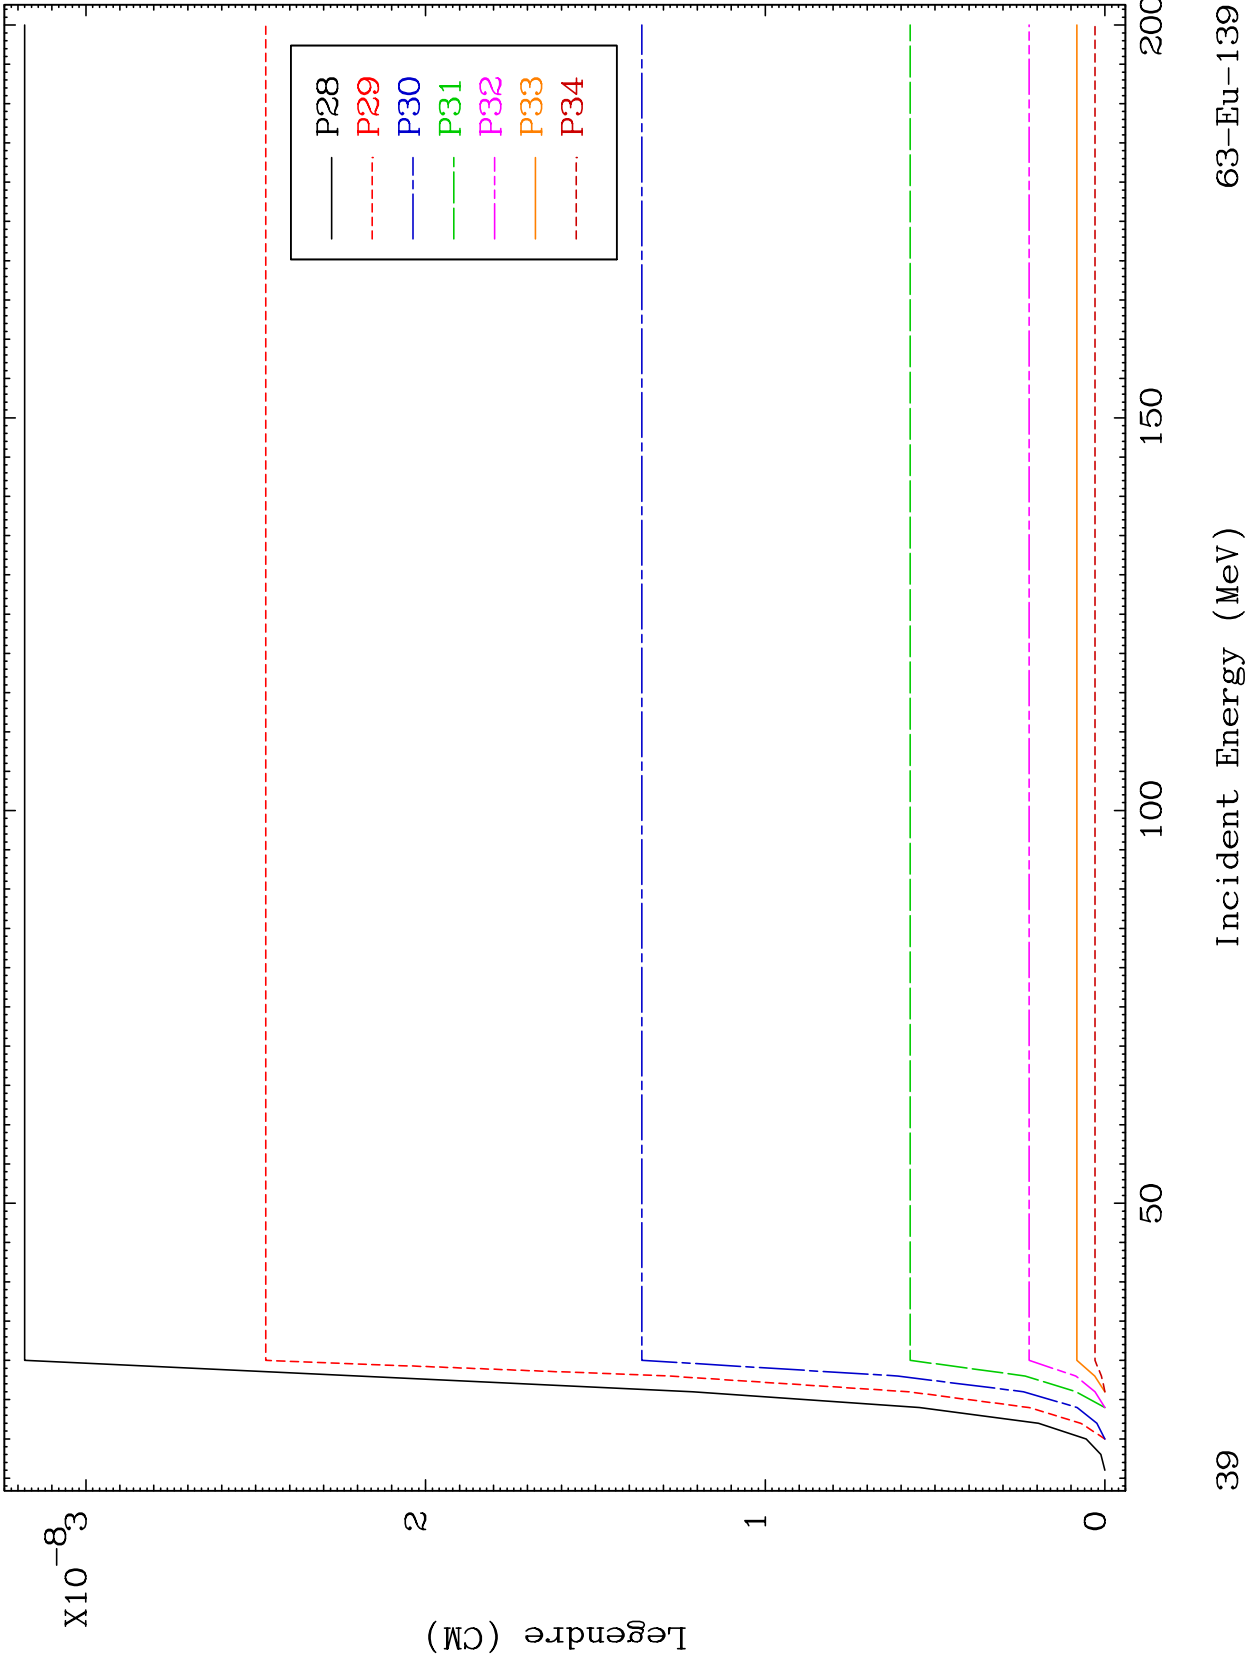 X10−8
3
2
1
0
Legendre (CM)
P28
P29
P30
P31
P32
P33
P34
50
100
150
200
Incident Energy (MeV)
39
63−Eu−139